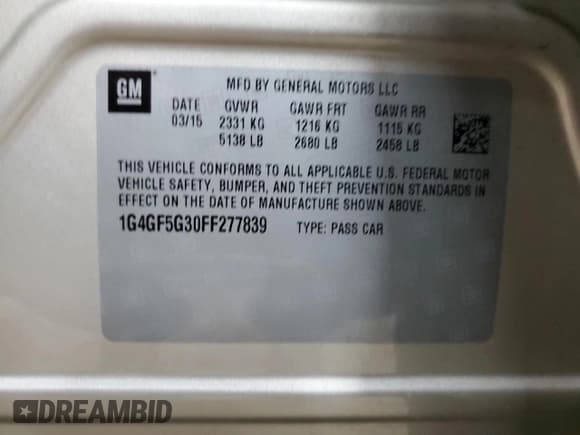 GM
MFD BY GENERAL MOTORS LLC
DATE GVWR GAWR FRT GAWR RR
03/15 2331 KG 1216 KG 1115 KG
5138 LB 2680 LB 2458 LB
THIS VEHICLE CONFORMS TO ALL APPLICABLE U.S. FEDERAL MOTOR
VEHICLE SAFETY, BUMPER, AND THEFT PREVENTION STANDARDS IN
EFFECT ON THE DATE OF MANUFACTURE SHOWN ABOVE.
1G4GF5G30FF277839 TYPE: PASS CAR
DREAMBID